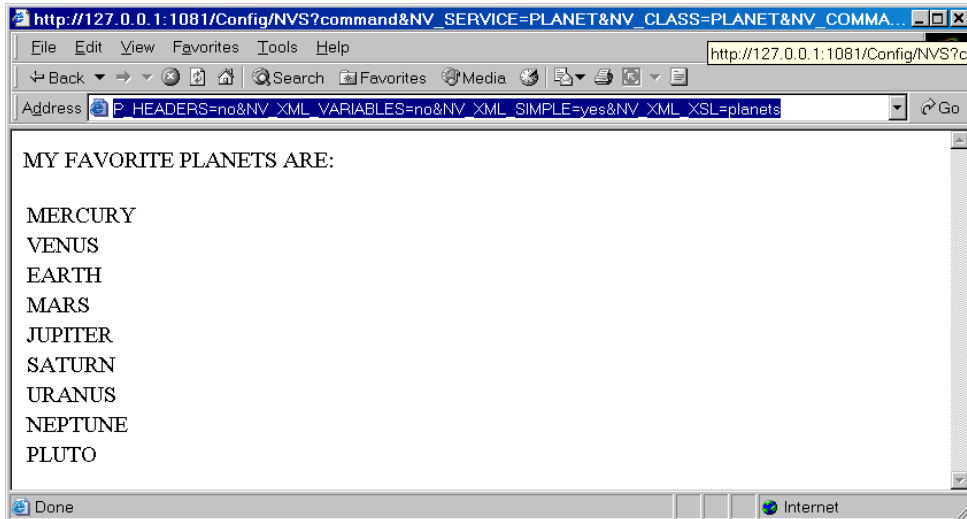 http://127.0.0.1:1081/Config/NVS?command&NV_SERVICE=PLANET&NV_CLASS=PLANET&NV_COMMA...
File Edit View Favorites Tools Help
http://127.0.0.1:1081/Config/NVS?c
Back Search Favorites Media
Address P_HEADERS=no&NV_XML_VARIABLES=no&NV_XML_SIMPLE=yes&NV_XML_XSL=planets Go
MY FAVORITE PLANETS ARE:
MERCURY
VENUS
EARTH
MARS
JUPITER
SATURN
URANUS
NEPTUNE
PLUTO
Done Internet